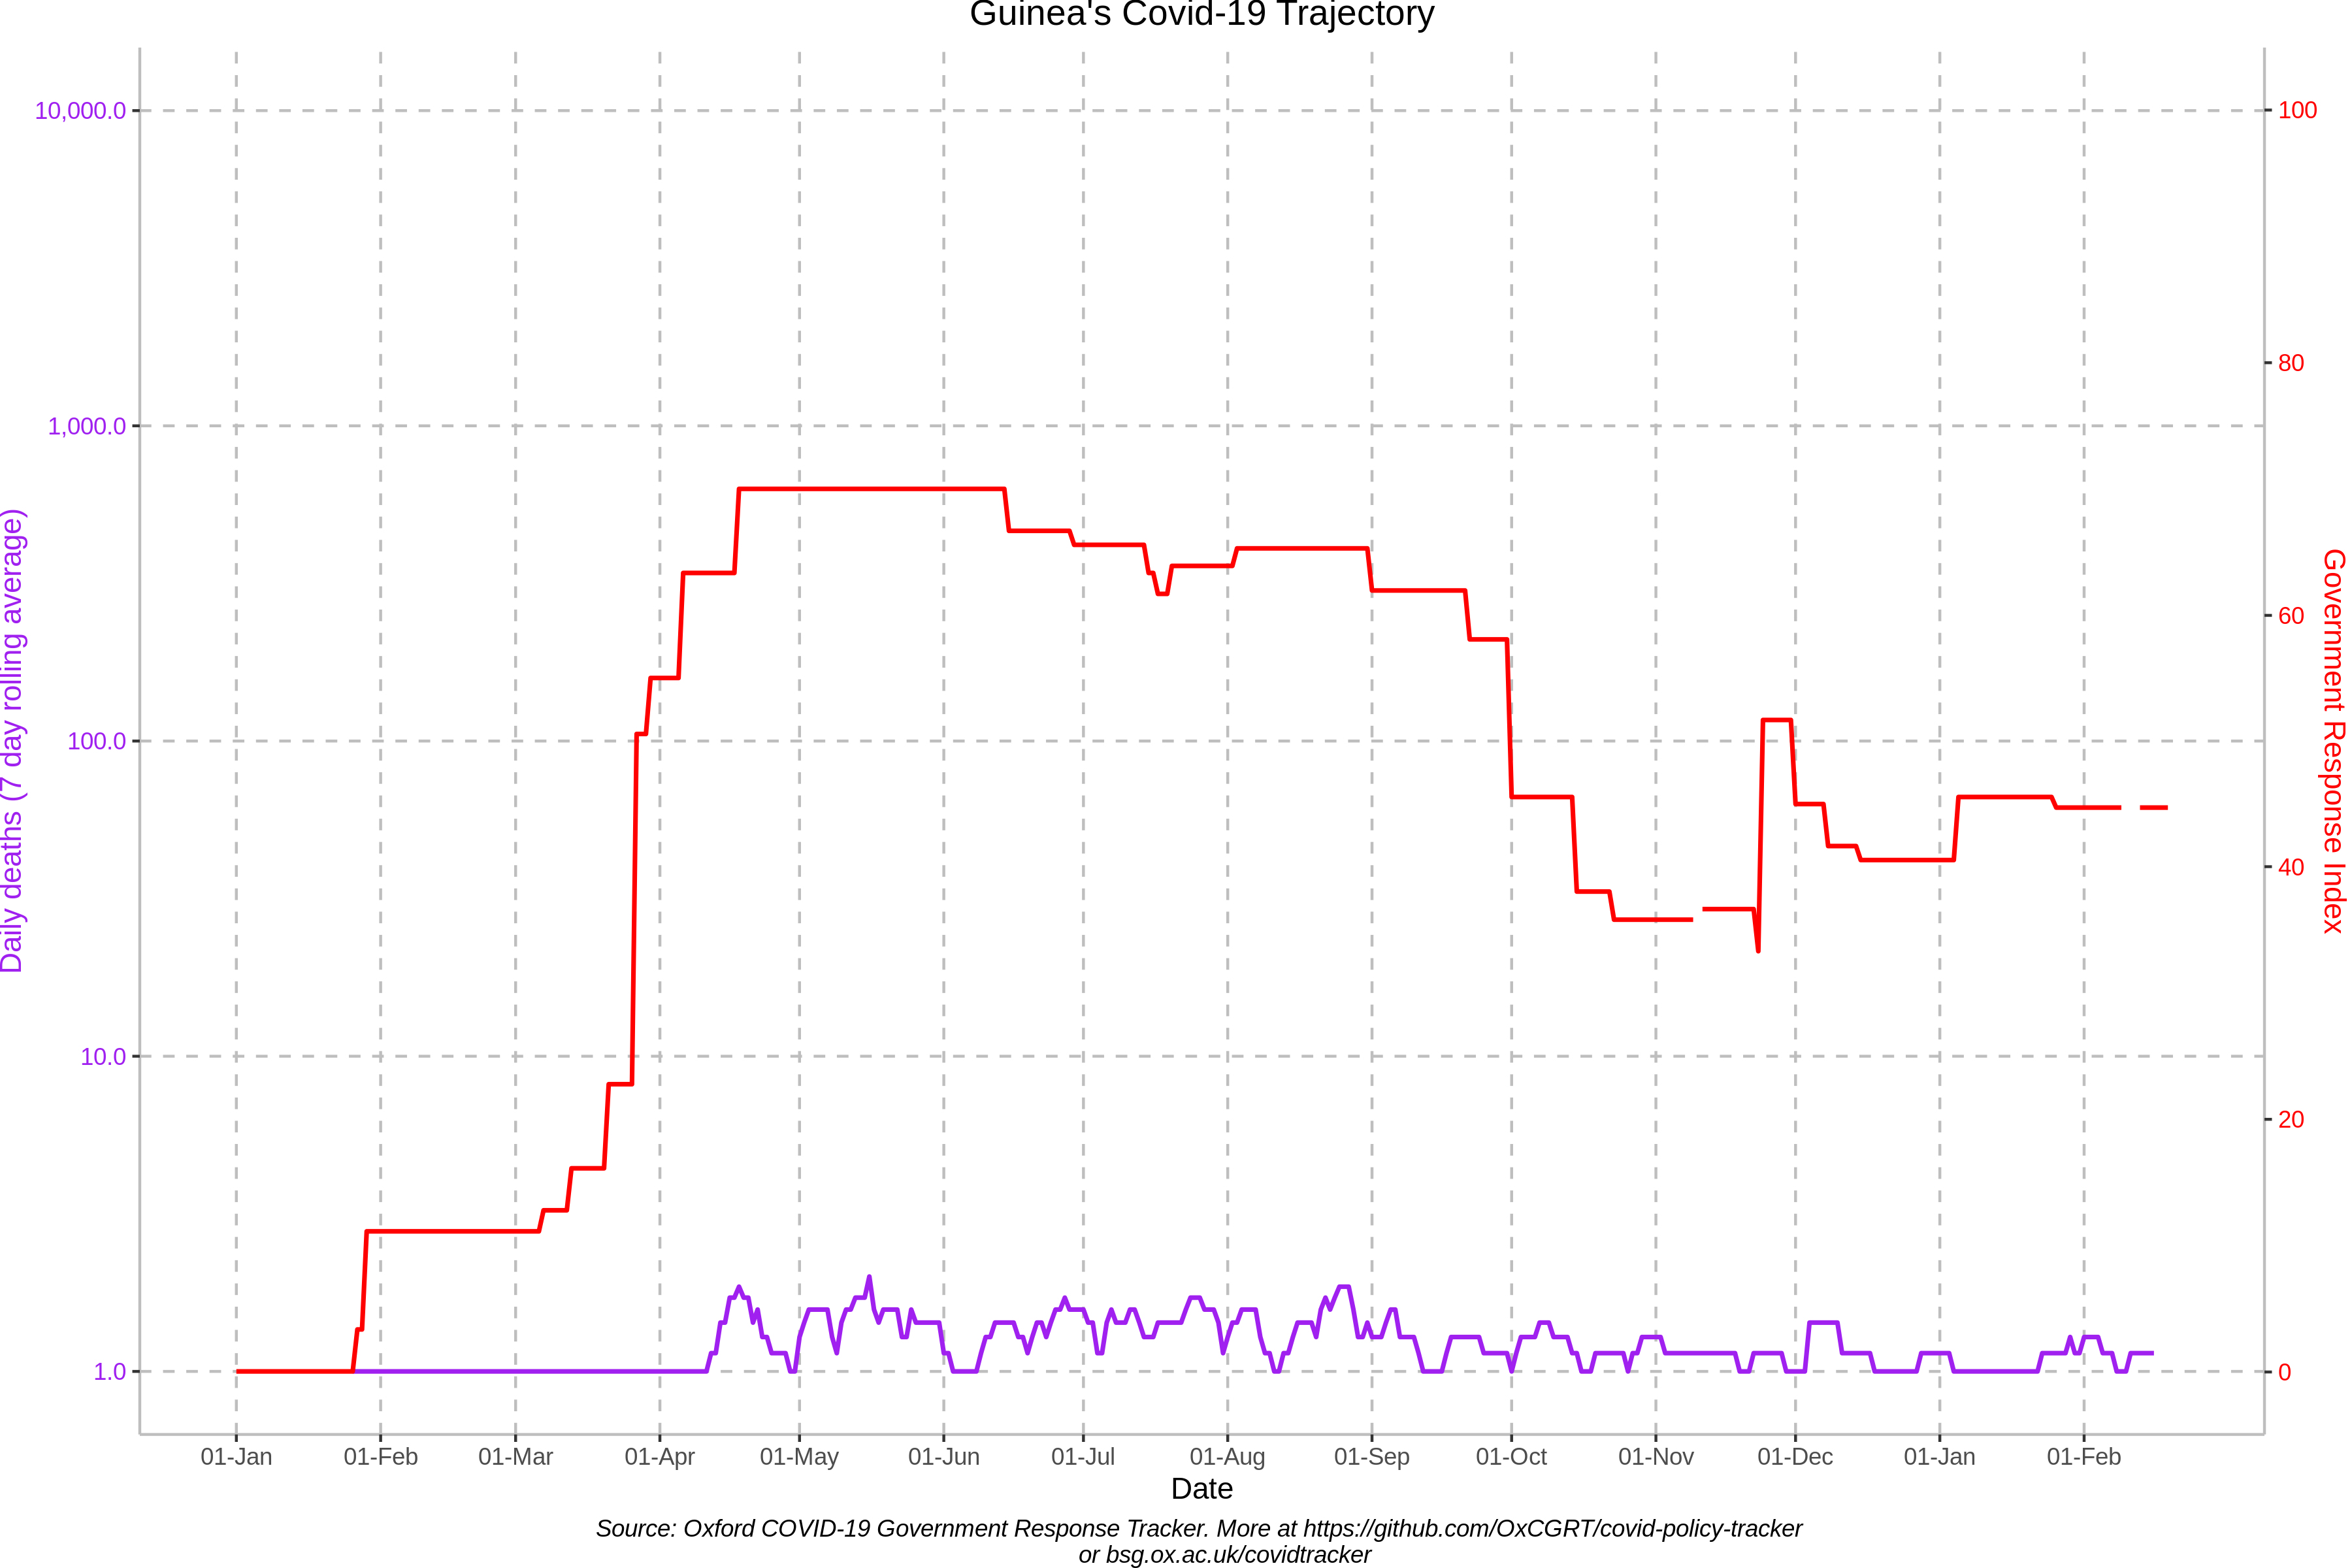 Guinea's Covid-19 Trajectory
10,000.0
1,000.0
100.0
10.0
1.0
Daily deaths (7 day rolling average)
100
80
60
40
20
0
Government Response Index
01-Jan 01-Feb 01-Mar 01-Apr 01-May 01-Jun 01-Jul 01-Aug 01-Sep 01-Oct 01-Nov 01-Dec 01-Jan 01-Feb
Date
Source: Oxford COVID-19 Government Response Tracker. More at https://github.com/OxCGRT/covid-policy-tracker
or bsg.ox.ac.uk/covidtracker